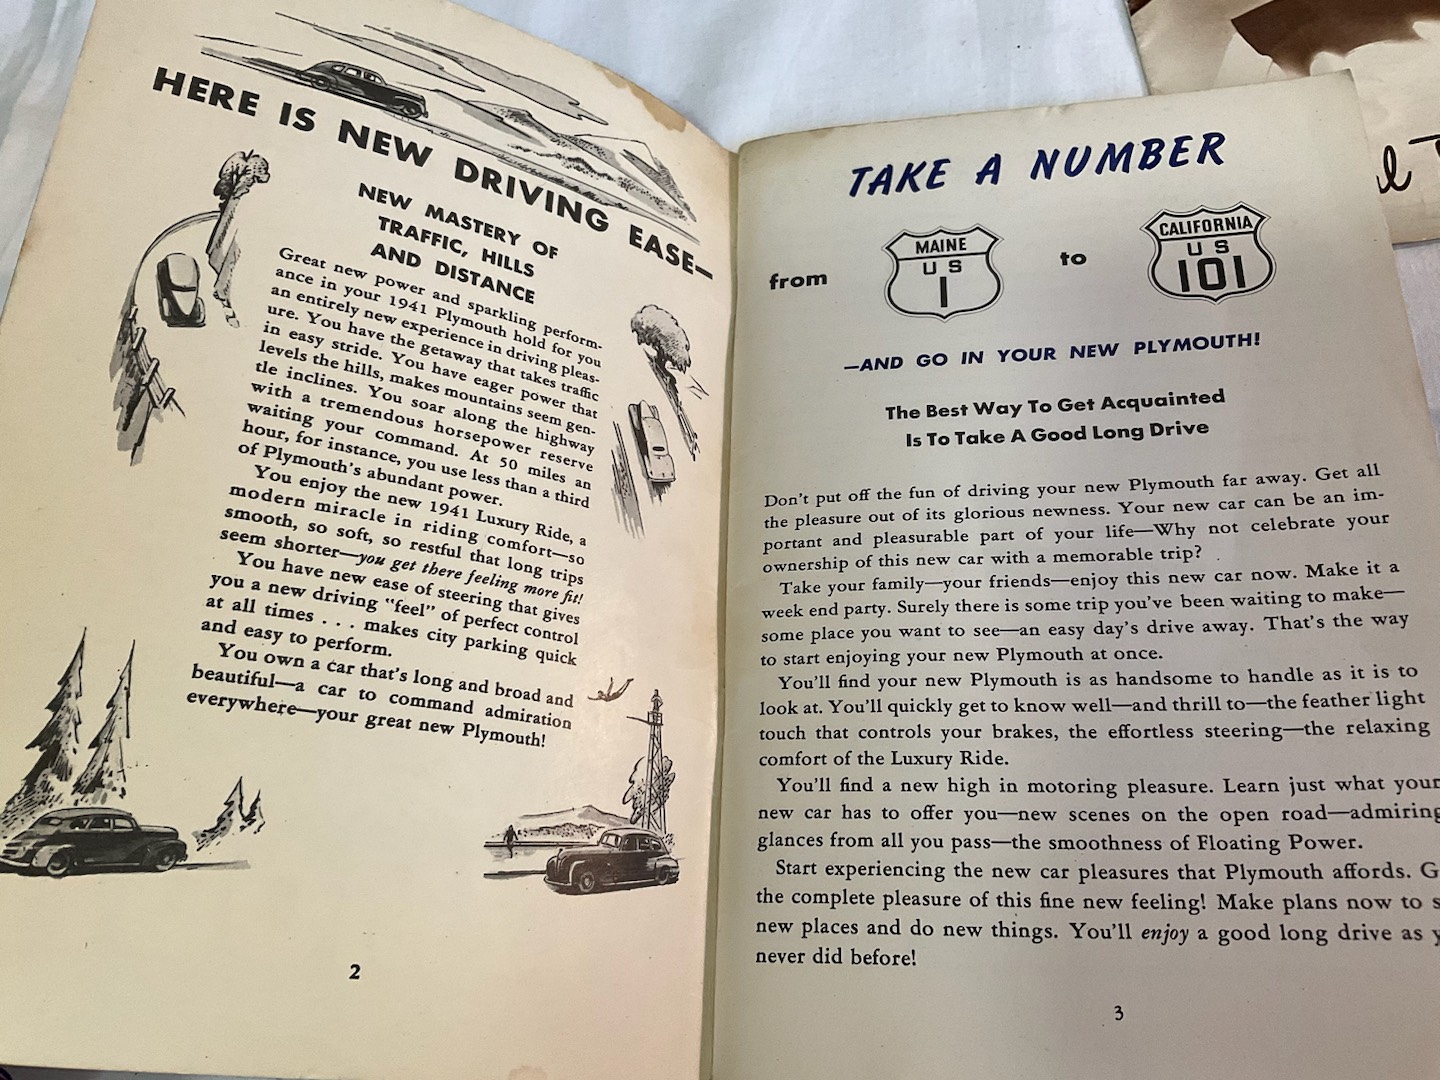 HERE IS NEW DRIVING EASE—
NEW MASTERY OF
TRAFFIC, HILLS
AND DISTANCE
Great new power and sparkling perform-
ance in your 1941 Plymouth hold for you
an entirely new experience in driving pleas-
ure. You have the getaway that takes traffic
in easy stride. You have eager power that
levels the hills, makes mountains seem gen-
tle inclines. You soar along the highway
with a tremendous horsepower reserve
waiting your command. At 50 miles an
hour, for instance, you use less than a third
of Plymouth's abundant power.
You enjoy the new 1941 Luxury Ride, a
modern miracle in riding comfort—so
smooth, so soft, so restful that long trips
seem shorter—you get there feeling more fit!
You have new ease of steering that gives
you a new driving "feel" of perfect control
at all times . . . makes city parking quick
and easy to perform.
You own a car that's long and broad and
beautiful—a car to command admiration
everywhere—your great new Plymouth!
2
TAKE A NUMBER
from
MAINE
U S
1
to
CALIFORNIA
U S
101
—AND GO IN YOUR NEW PLYMOUTH!
The Best Way To Get Acquainted
Is To Take A Good Long Drive
Don't put off the fun of driving your new Plymouth far away. Get all
the pleasure out of its glorious newness. Your new car can be an im-
portant and pleasurable part of your life—Why not celebrate your
ownership of this new car with a memorable trip?
Take your family—your friends—enjoy this new car now. Make it a
week end party. Surely there is some trip you've been waiting to make—
some place you want to see—an easy day's drive away. That's the way
to start enjoying your new Plymouth at once.
You'll find your new Plymouth is as handsome to handle as it is to
look at. You'll quickly get to know well—and thrill to—the feather light
touch that controls your brakes, the effortless steering—the relaxing
comfort of the Luxury Ride.
You'll find a new high in motoring pleasure. Learn just what your
new car has to offer you—new scenes on the open road—admiring
glances from all you pass—the smoothness of Floating Power.
Start experiencing the new car pleasures that Plymouth affords.
the complete pleasure of this fine new feeling! Make plans now to
new places and do new things. You'll enjoy a good long drive as
never did before!
3